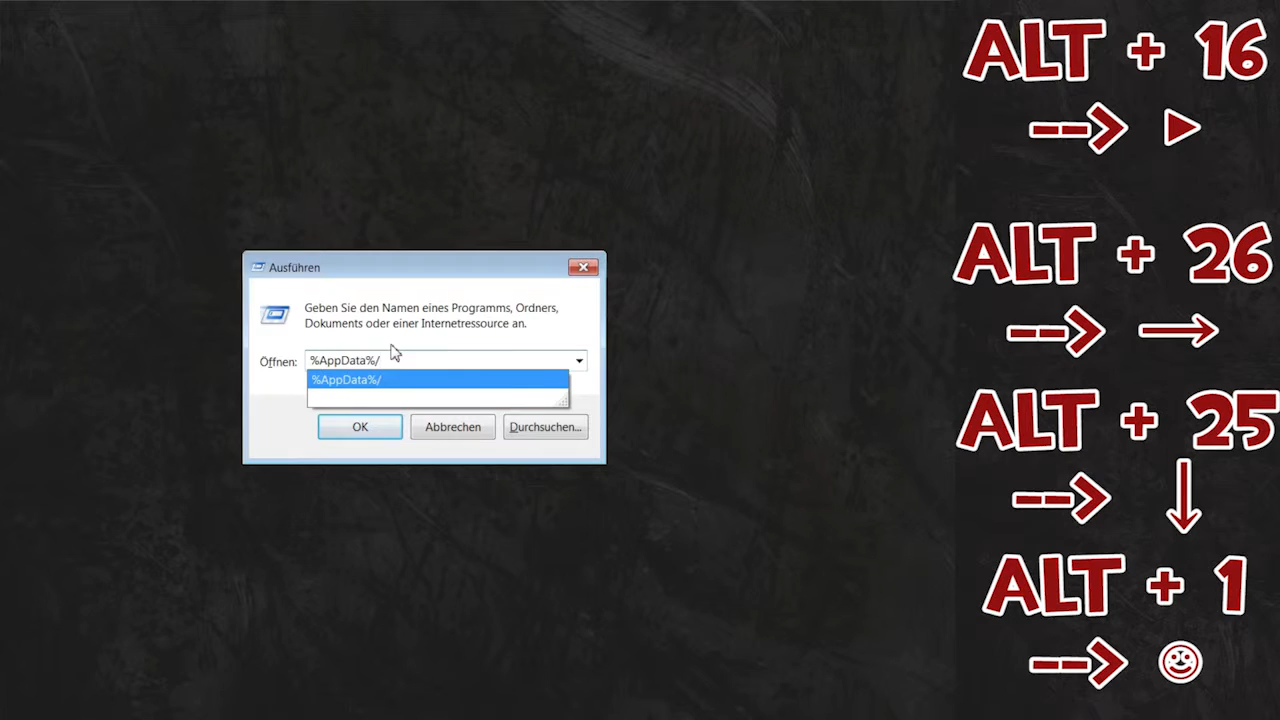 Ausführen
Geben Sie den Namen eines Programms, Ordners,
Dokuments oder einer Internetressource an.
Öffnen: %AppData%/
%AppData%/
OK Abbrechen Durchsuchen...
ALT + 16
--> ►
ALT + 26
--> →
ALT + 25
--> ↓
ALT + 1
--> ☺